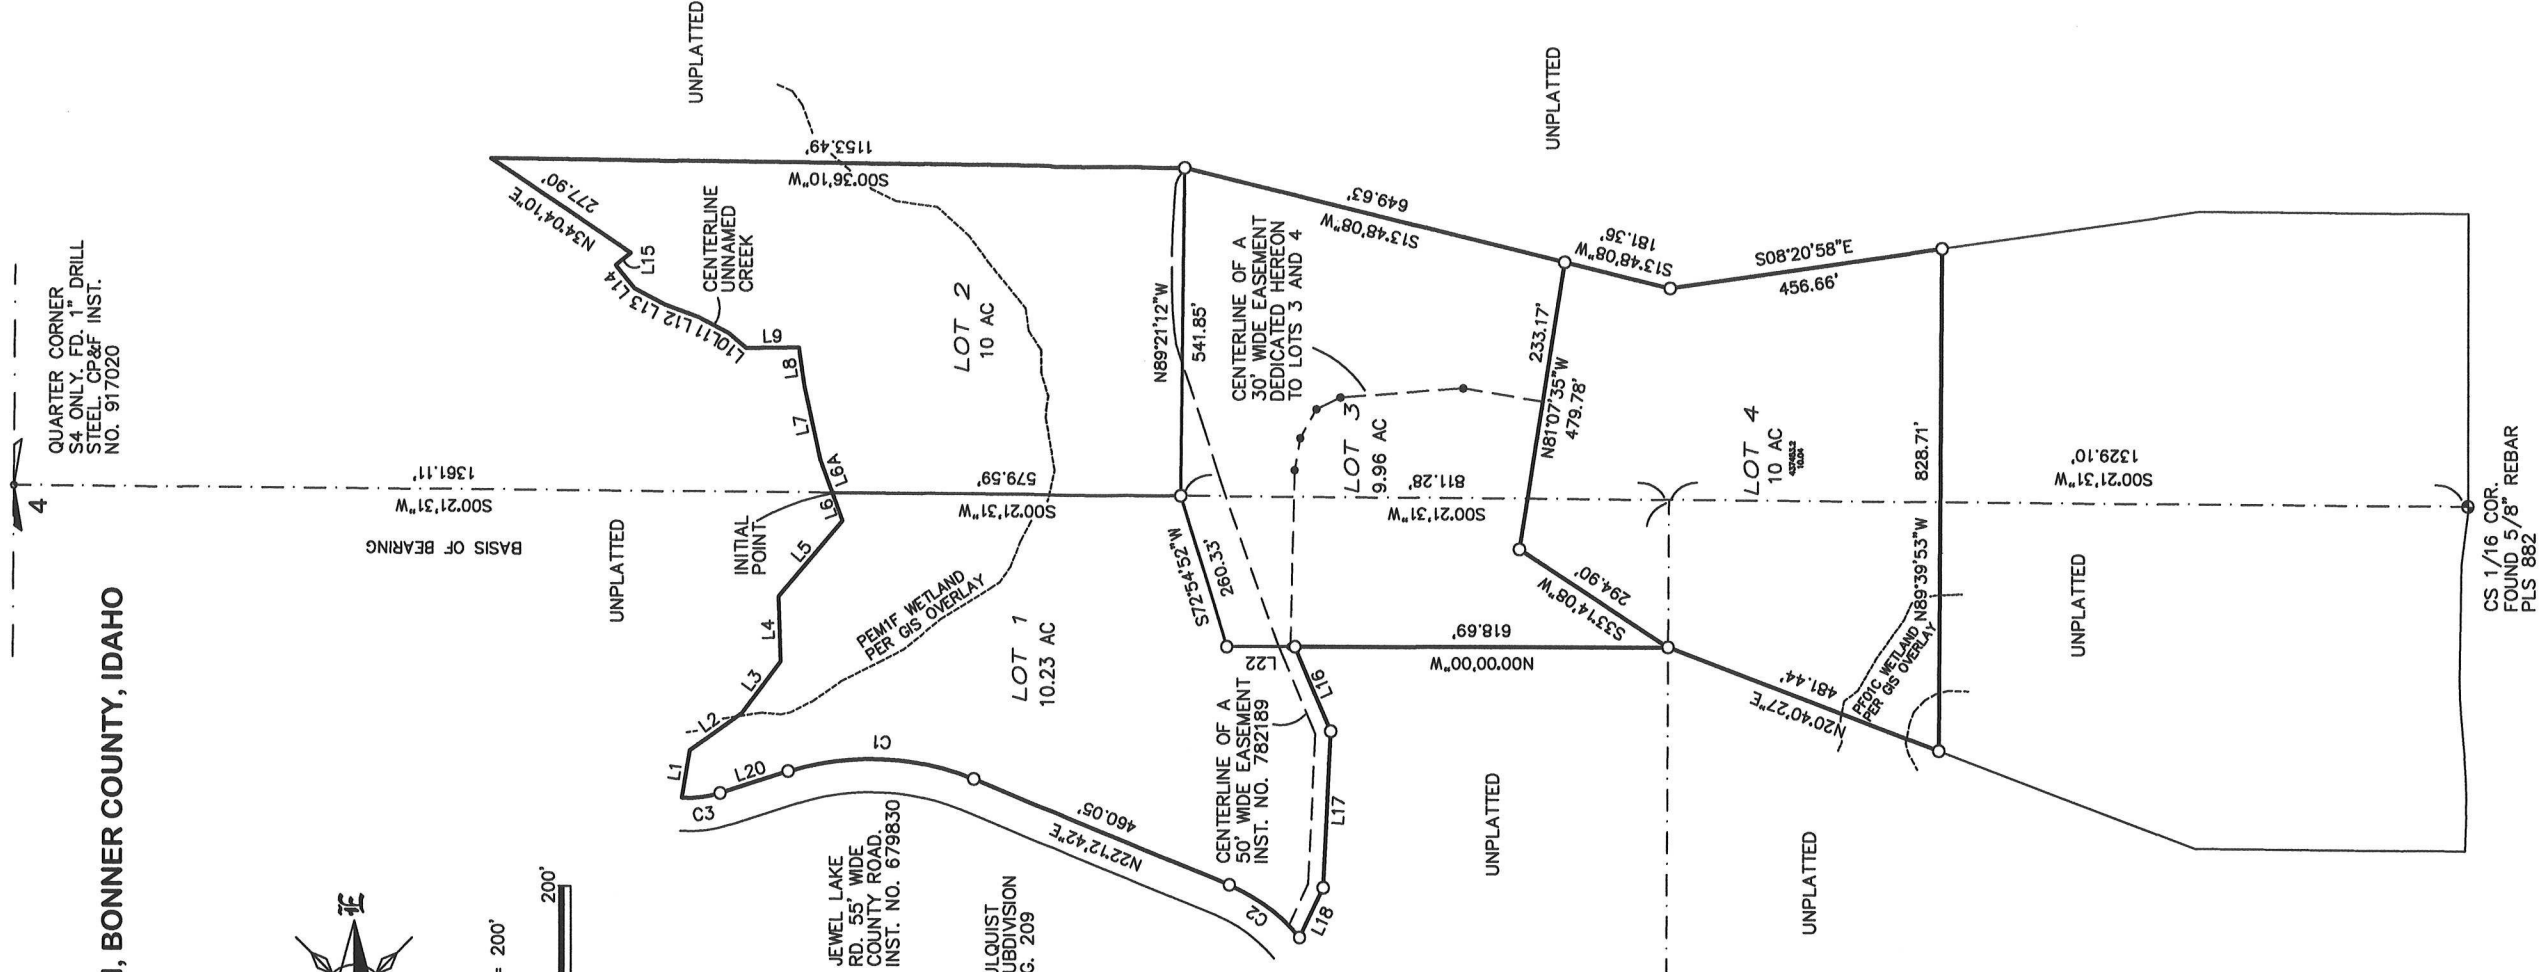 QUARTER CORNER
S4 ONLY. FD. 1" DRILL
STEEL. CP&F INST.
NO. 917020
4
, BONNER COUNTY, IDAHO
= 200'
200'
S00°21'31"W
1361.11'
BASIS OF BEARING
UNPLATTED
UNPLATTED
INITIAL
POINT
N34°04'10"E
277.90'
L15
L14
L13
L12
L11
L10
L9
L8
L7
L6A
L6
L5
L4
L3
L2
L1
CENTERLINE
UNNAMED
CREEK
S00°36'10"W
1153.49'
LOT 2
10 AC
S00°21'31"W
579.59'
PEM1F WETLAND
PER GIS OVERLAY
LOT 1
10.23 AC
C3
L20
C1
N22°12'42"E
460.05'
C2
JEWEL LAKE
RD. 55' WIDE
COUNTY ROAD.
INST. NO. 679830
LQUIST
UBDIVISION
G. 209
N89°21'12"W
541.85'
S72°54'52"W
260.33'
L22
L16
L17
L18
CENTERLINE OF A
50' WIDE EASEMENT
INST. NO. 782189
CENTERLINE OF A
30' WIDE EASEMENT
DEDICATED HEREON
TO LOTS 3 AND 4
S13°48'08"W
649.63'
UNPLATTED
LOT 3
9.96 AC
S00°21'31"W
811.28'
N00°00'00"W
618.69'
UNPLATTED
233.17'
N81°07'35"W
479.78'
S13°48'08"W
181.36'
S33°14'08"W
294.90'
S08°20'58"E
456.66'
LOT 4
10 AC
10.04
N20°40'27"E
481.44'
PF01C WETLAND
PER GIS OVERLAY
N89°39'53"W
828.71'
UNPLATTED
UNPLATTED
S00°21'31"W
1329.10'
CS 1/16 COR.
FOUND 5/8" REBAR
PLS 882